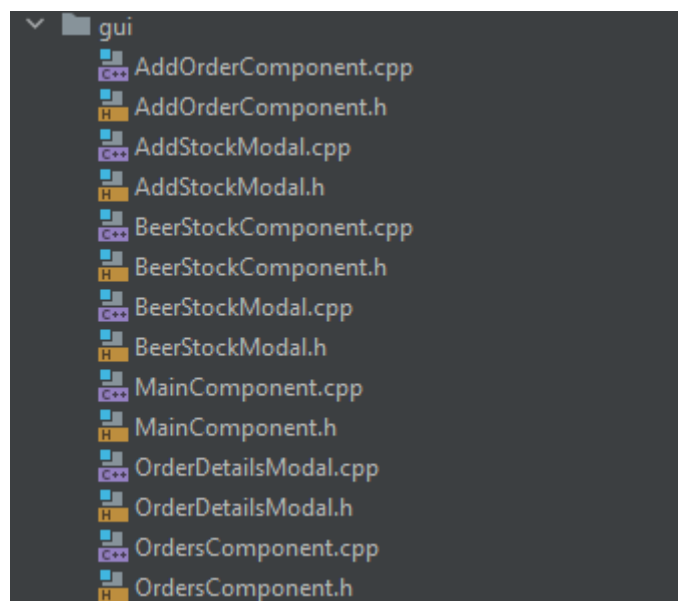 gui
C++ AddOrderComponent.cpp
H AddOrderComponent.h
C++ AddStockModal.cpp
H AddStockModal.h
C++ BeerStockComponent.cpp
H BeerStockComponent.h
C++ BeerStockModal.cpp
H BeerStockModal.h
C++ MainComponent.cpp
H MainComponent.h
C++ OrderDetailsModal.cpp
H OrderDetailsModal.h
C++ OrdersComponent.cpp
H OrdersComponent.h